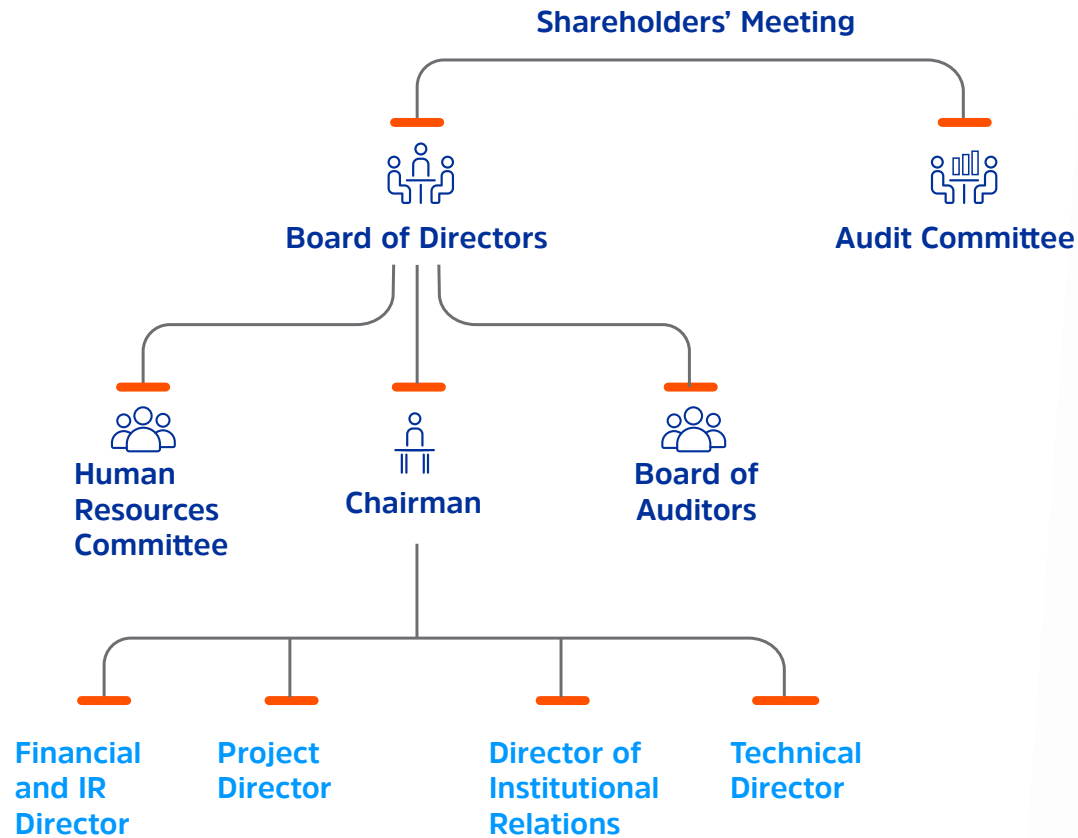 Shareholders’ Meeting
Board of Directors
Audit Committee
Human
Resources
Committee
Chairman
Board of
Auditors
Financial
and IR
Director
Project
Director
Director of
Institutional
Relations
Technical
Director